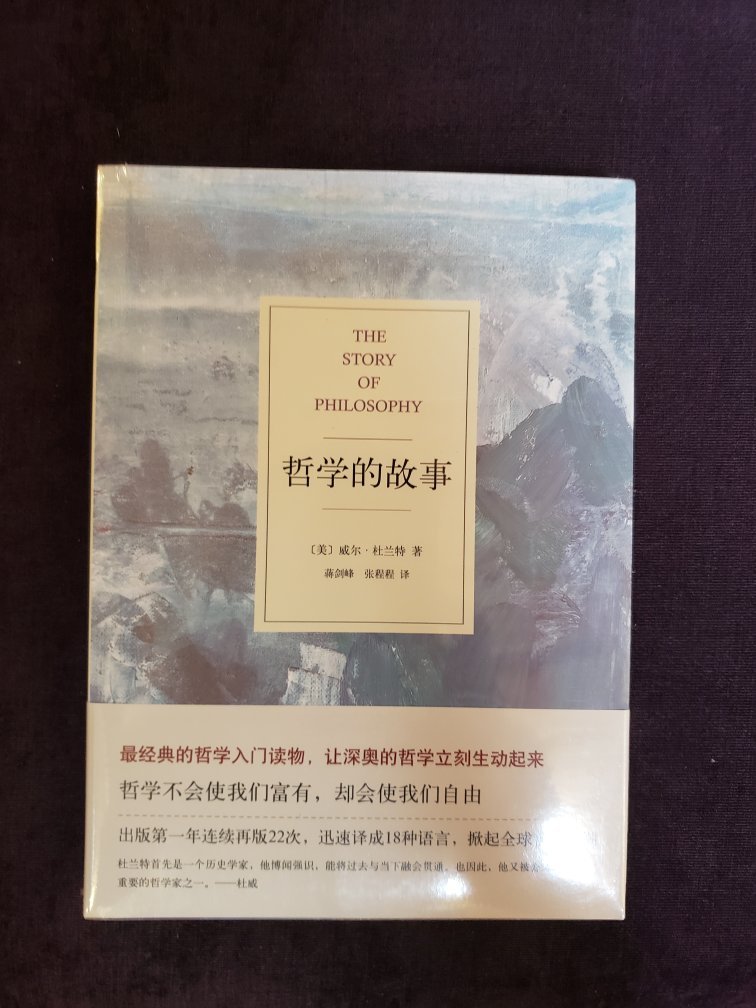 THE
STORY
OF
PHILOSOPHY
哲学的故事
〔美〕威尔·杜兰特 著
蒋剑峰 张程程 译
最经典的哲学入门读物，让深奥的哲学立刻生动起来
哲学不会使我们富有，却会使我们自由
出版第一年连续再版22次，迅速译成18种语言，掀起全球
杜兰特首先是一个历史学家，他博闻强识，能将过去与当下融会贯通。也因此，他又被
重要的哲学家之一。——杜威